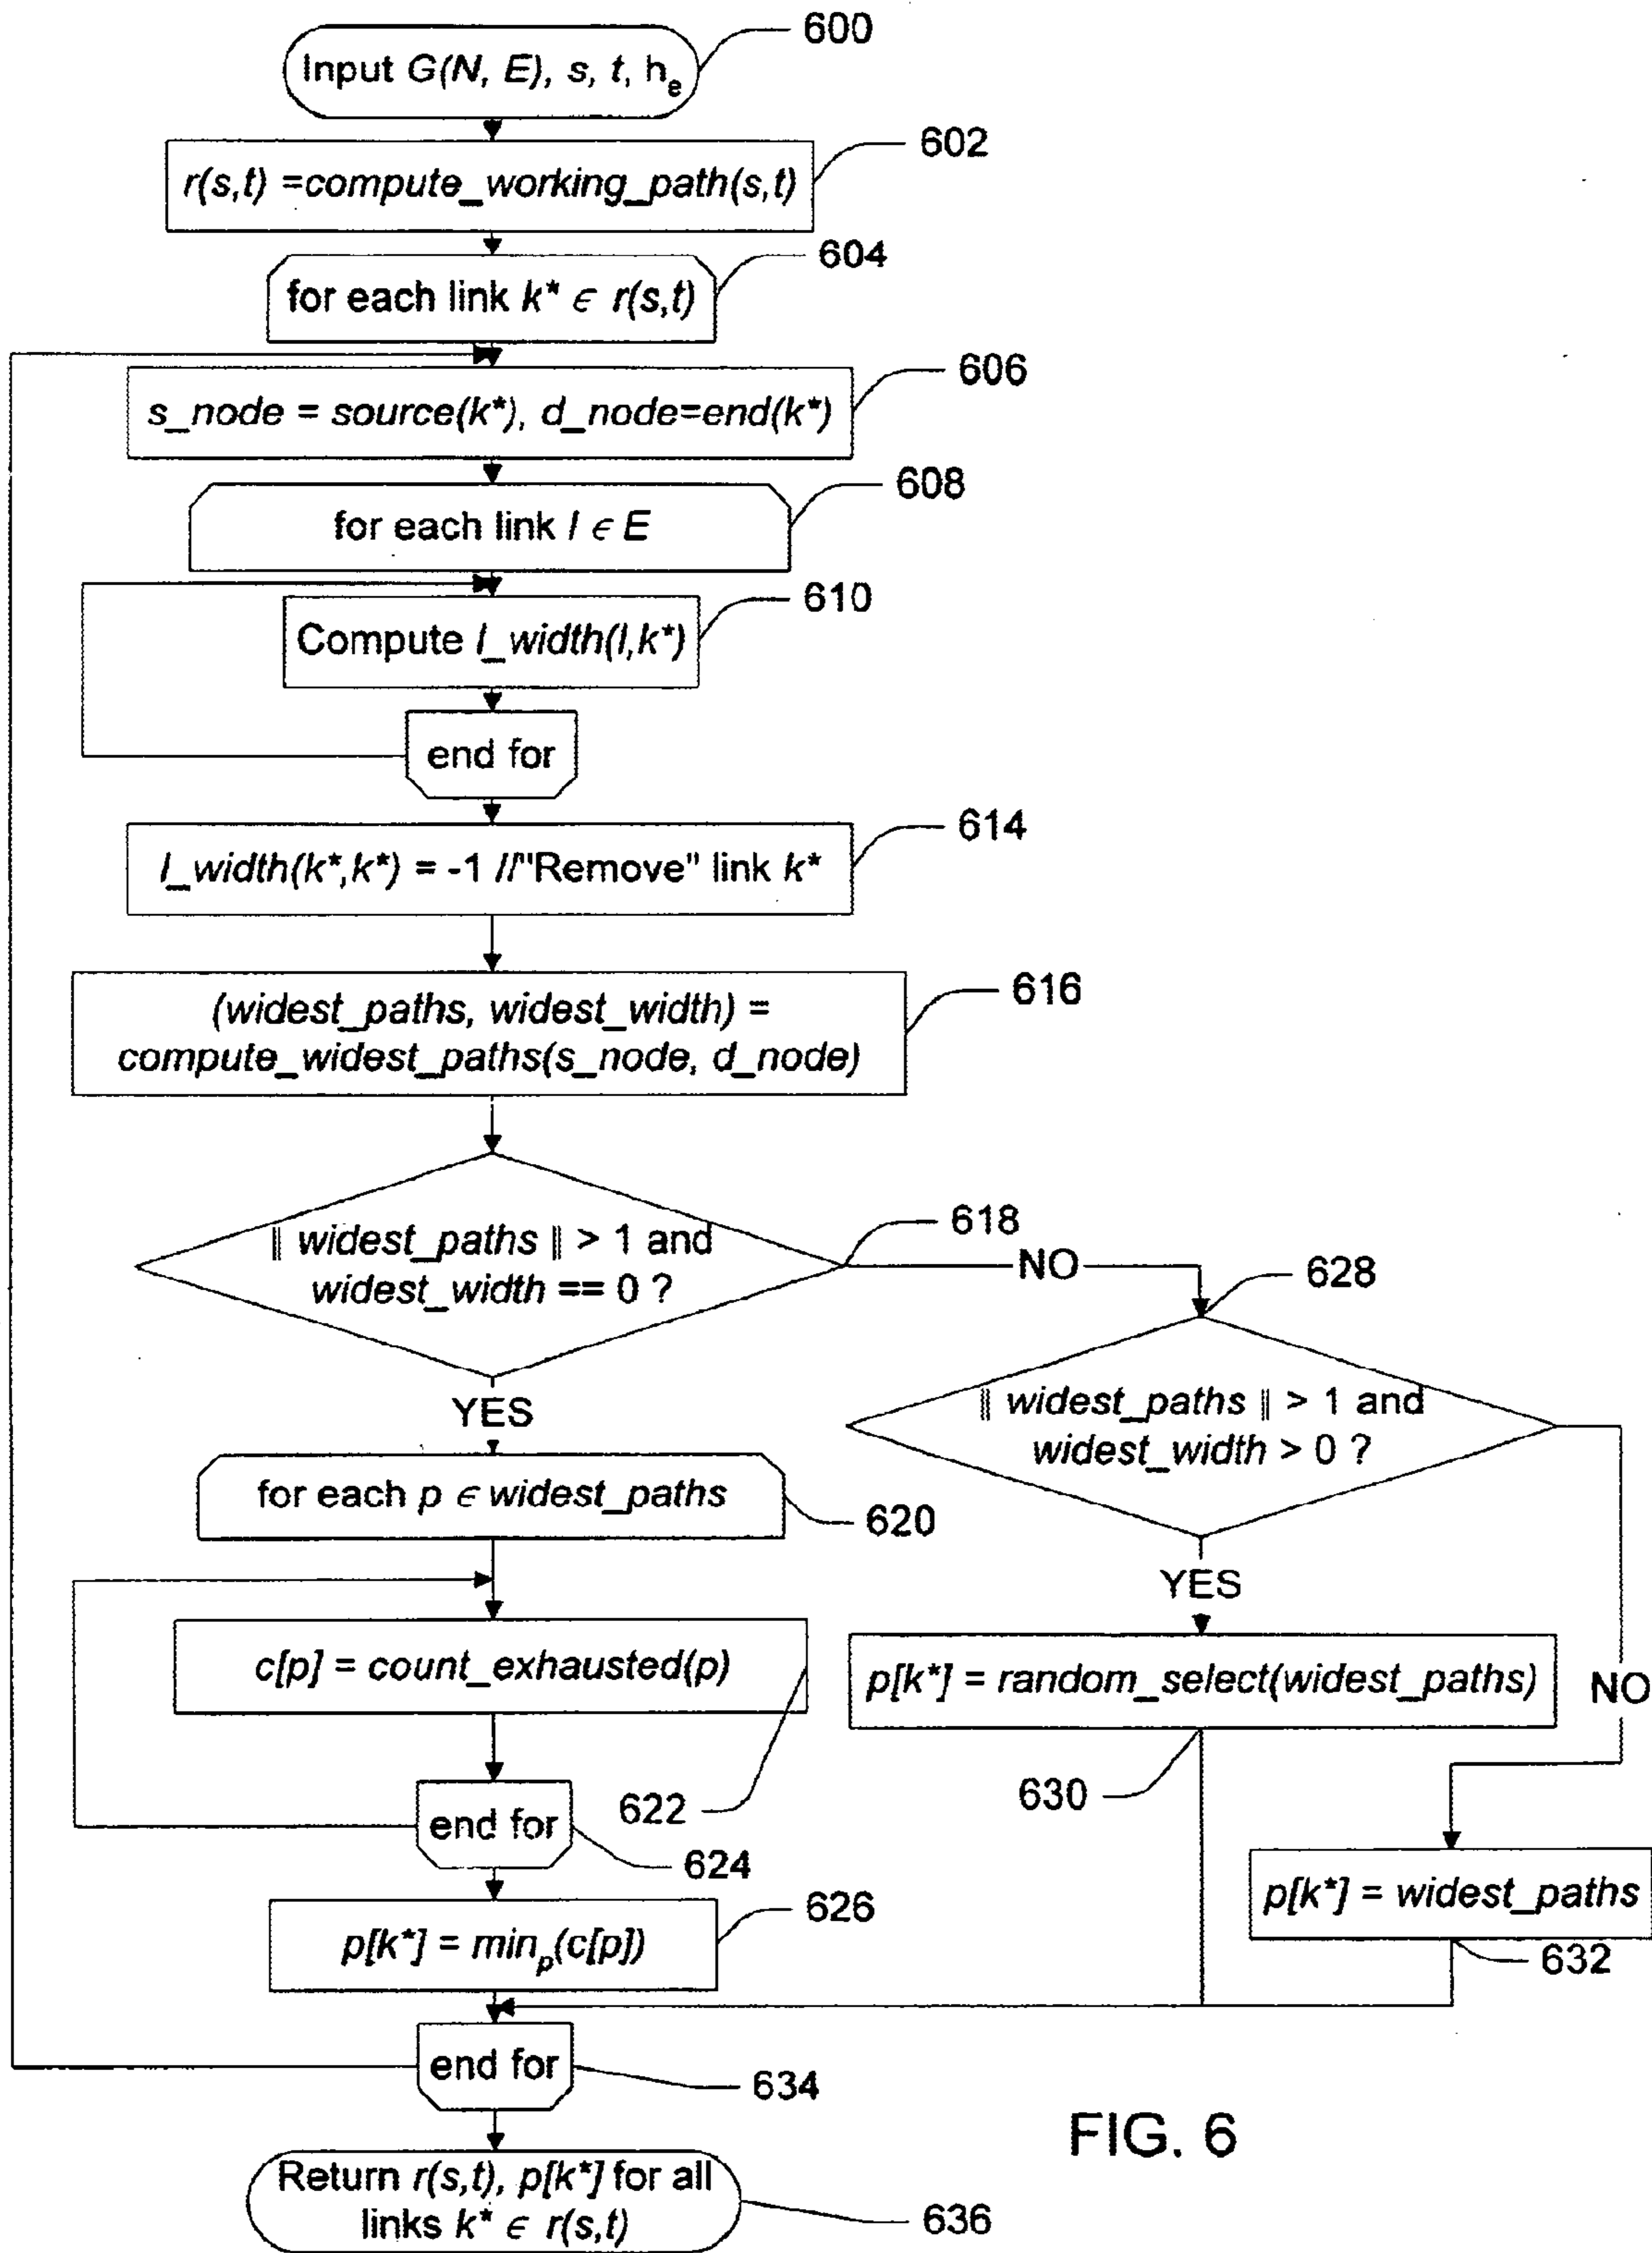 600
Input G(N, E), s, t, hₑ
602
r(s,t) =compute_working_path(s,t)
604
for each link k* ϵ r(s,t)
606
s_node = source(k*), d_node=end(k*)
608
for each link l ϵ E
610
Compute l_width(l,k*)
end for
614
l_width(k*,k*) = -1 //"Remove" link k*
616
(widest_paths, widest_width) =
compute_widest_paths(s_node, d_node)
618
‖ widest_paths ‖ > 1 and
widest_width == 0 ?
NO
628
‖ widest_paths ‖ > 1 and
widest_width > 0 ?
YES
for each p ϵ widest_paths
620
YES
c[p] = count_exhausted(p)
p[k*] = random_select(widest_paths)
NO
630
622
end for
624
p[k*] = widest_paths
626
p[k*] = minₚ(c[p])
632
end for
634
FIG. 6
Return r(s,t), p[k*] for all
links k* ϵ r(s,t)
636